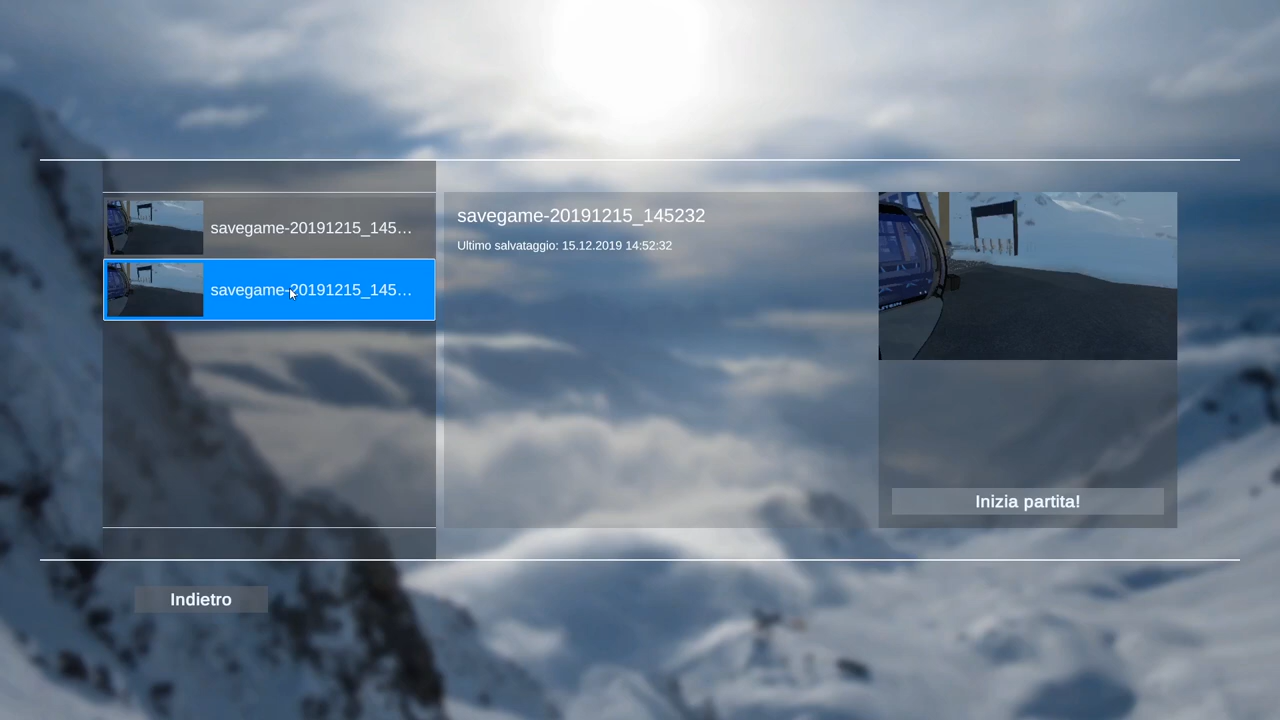 savegame-20191215_145...
savegame-20191215_145...
savegame-20191215_145232
Ultimo salvataggio: 15.12.2019 14:52:32
Inizia partita!
Indietro